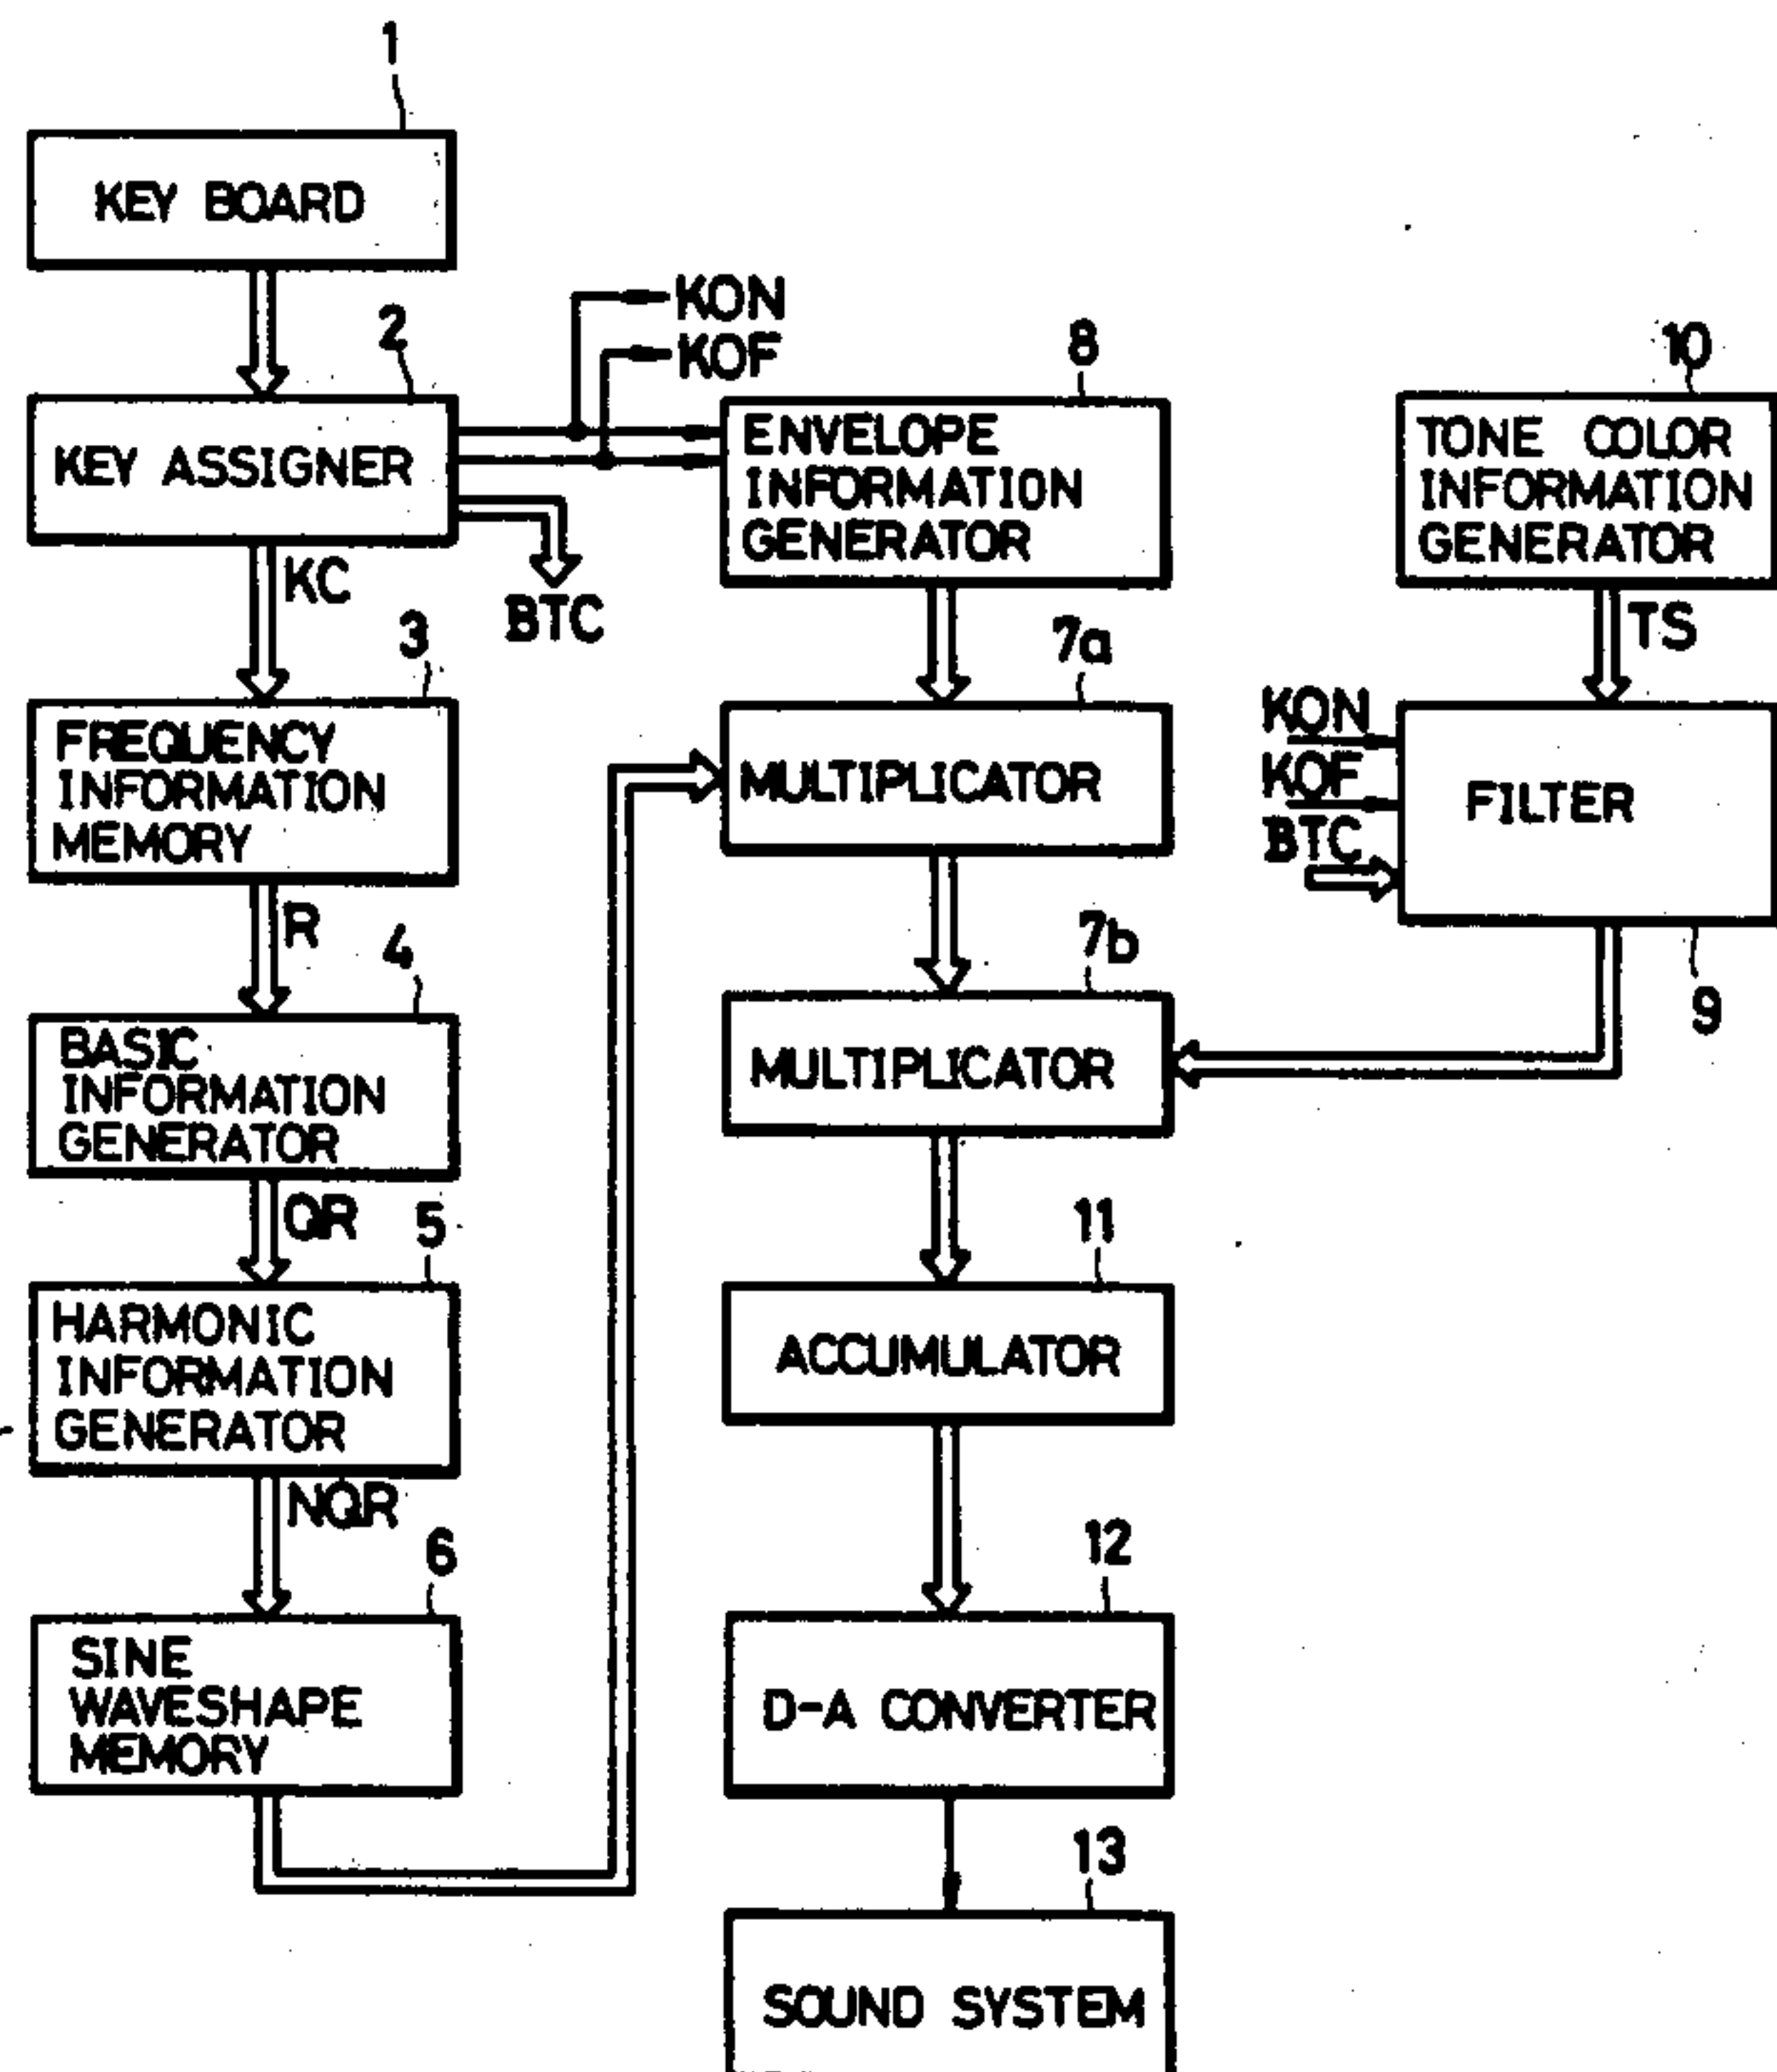 1
KEY BOARD
2
KEY ASSIGNER
KON
KOF
BTC
KC
3
FREQUENCY
INFORMATION
MEMORY
R
4
BASIC
INFORMATION
GENERATOR
QR
5
HARMONIC
INFORMATION
GENERATOR
NQR
6
SINE
WAVESHAPE
MEMORY
8
ENVELOPE
INFORMATION
GENERATOR
7a
MULTIPLICATOR
7b
MULTIPLICATOR
11
ACCUMULATOR
12
D-A CONVERTER
13
SOUND SYSTEM
10
TONE COLOR
INFORMATION
GENERATOR
TS
KON
KOF
BTC
FILTER
9